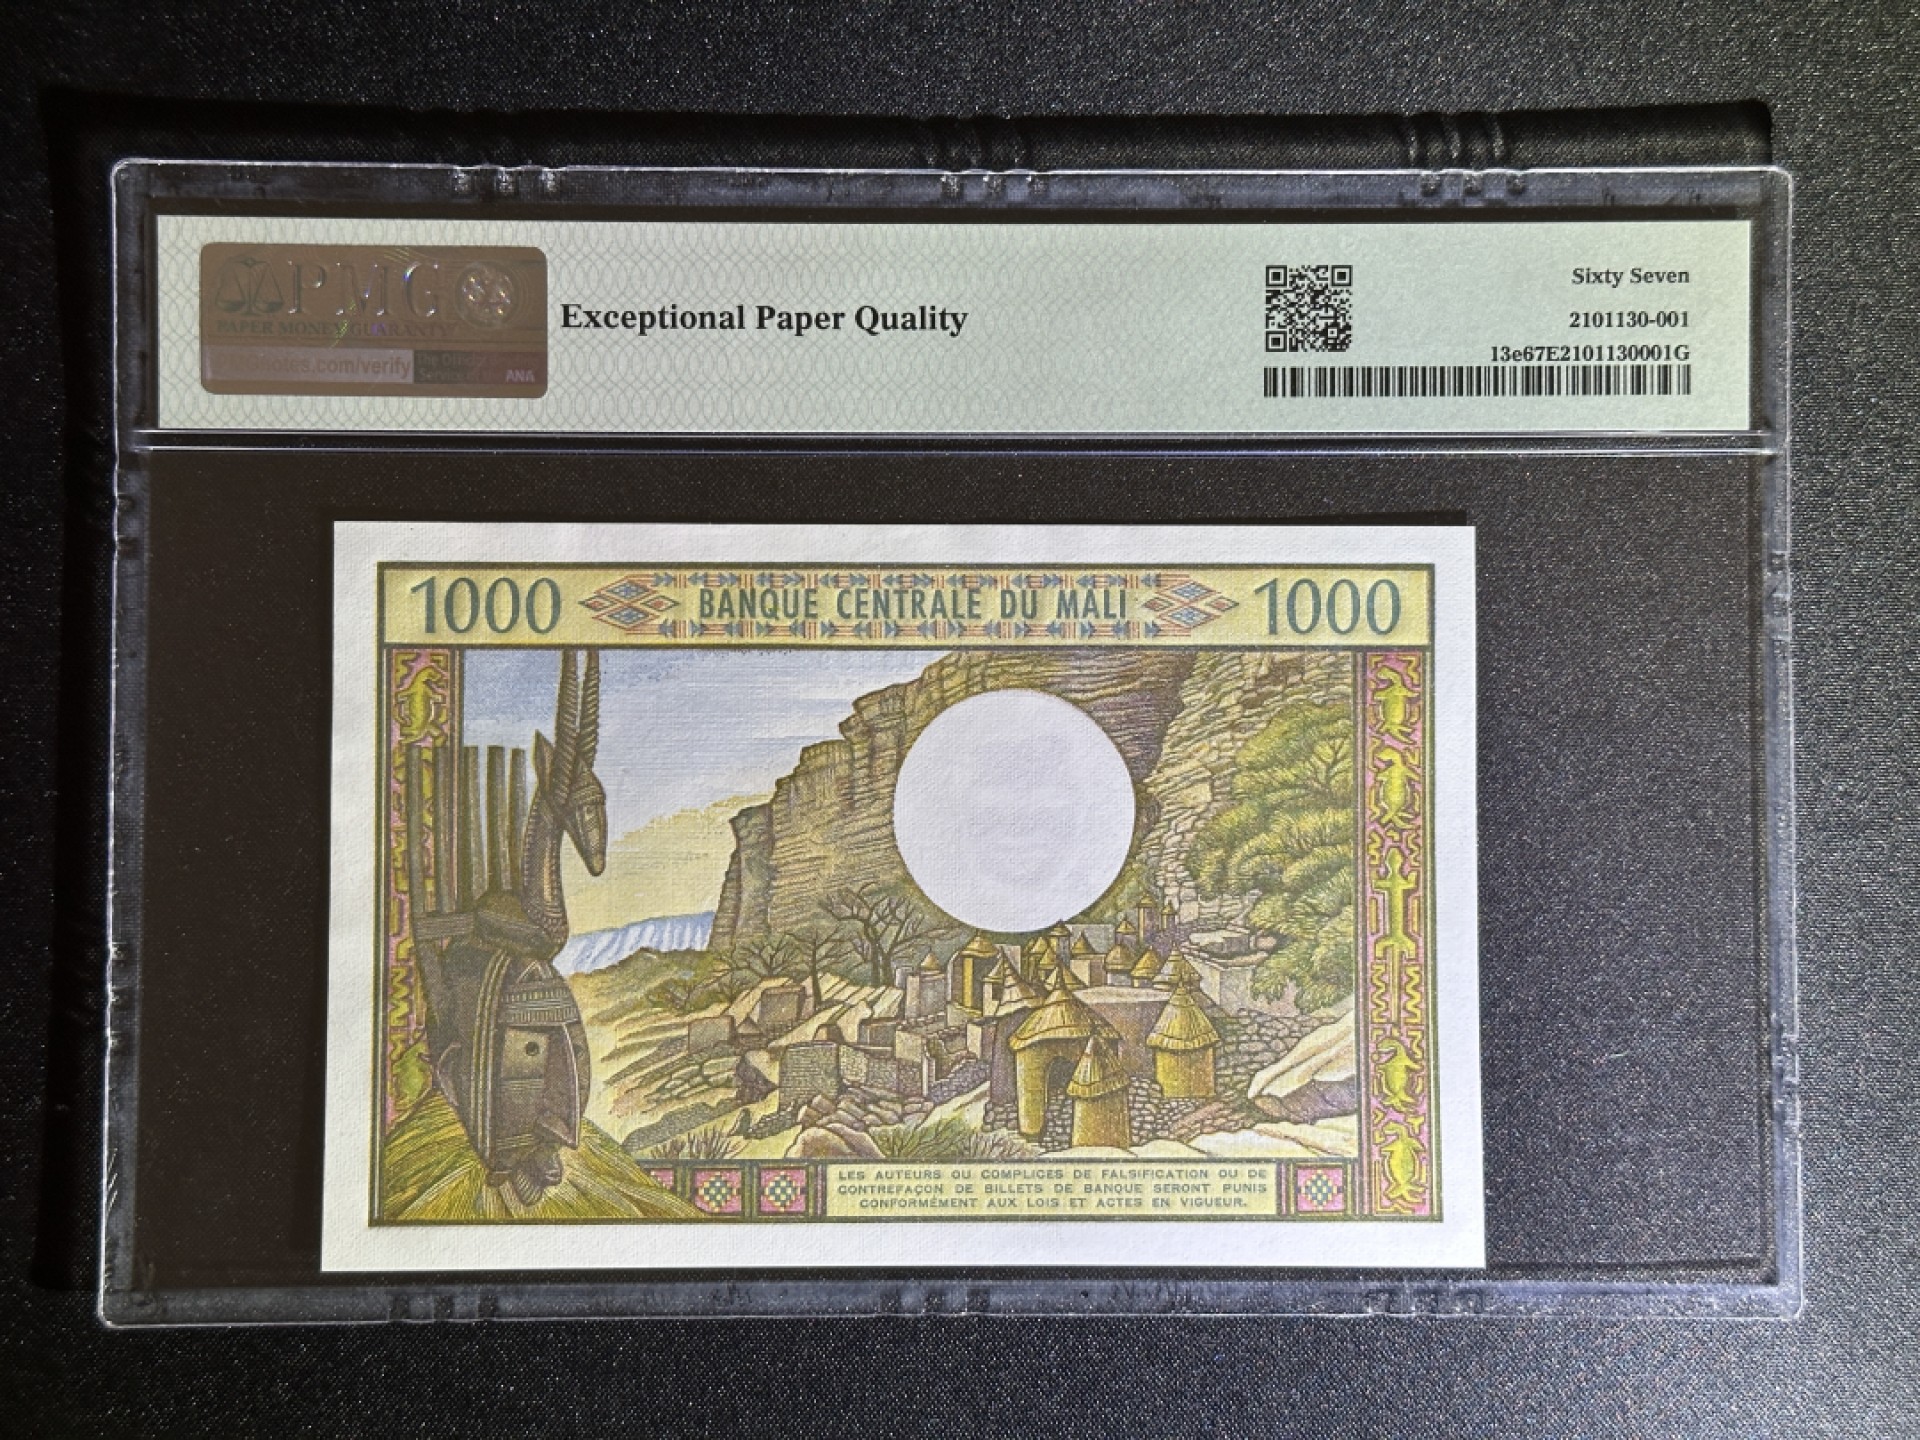 PMG
PAPER MONEY GUARANTY
notes.com/verify
ANA
Exceptional Paper Quality
Sixty Seven
2101130-001
13e67E2101130001G
1000 BANQUE CENTRALE DU MALI 1000
LES AUTEURS OU COMPLICES DE FALSIFICATION OU DE
CONTREFAÇON DE BILLETS DE BANQUE SERONT PUNIS
CONFORMÉMENT AUX LOIS ET ACTES EN VIGUEUR.